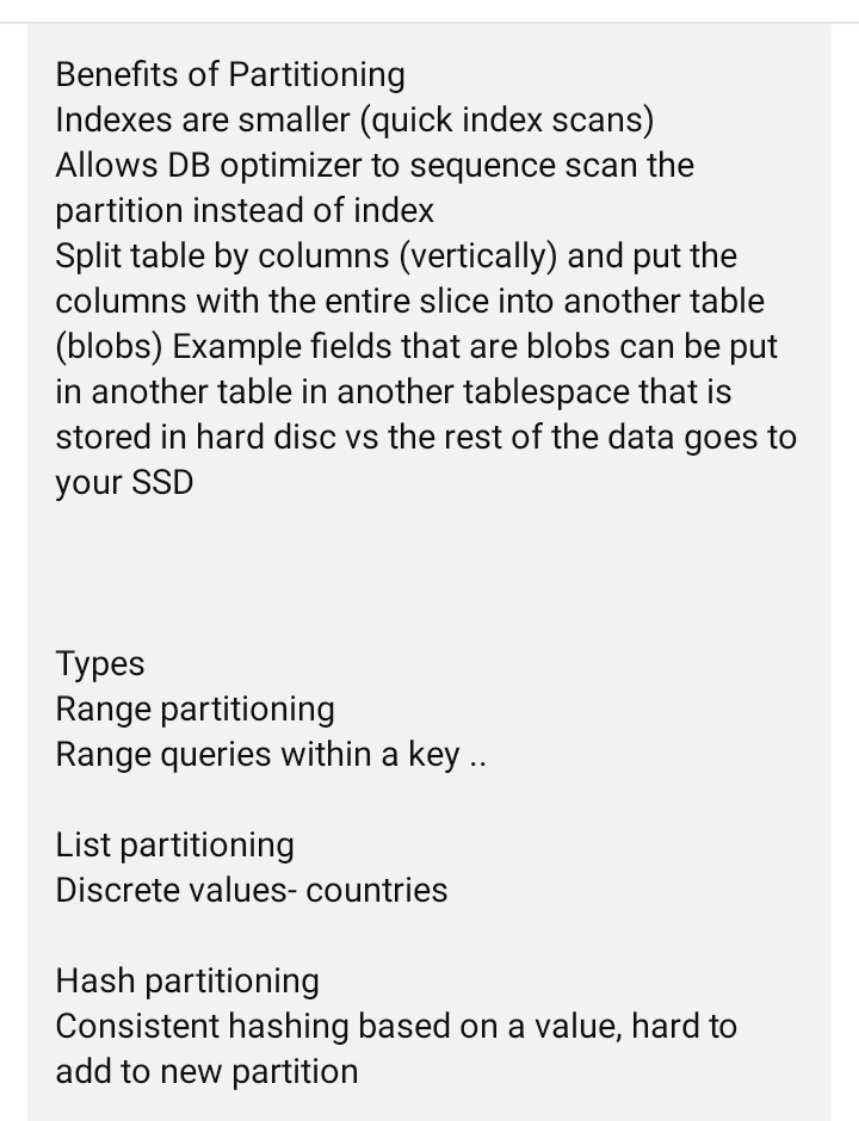 Benefits of Partitioning
Indexes are smaller (quick index scans)
Allows DB optimizer to sequence scan the
partition instead of index
Split table by columns (vertically) and put the
columns with the entire slice into another table
(blobs) Example fields that are blobs can be put
in another table in another tablespace that is
stored in hard disc vs the rest of the data goes to
your SSD
Types
Range partitioning
Range queries within a key ..
List partitioning
Discrete values- countries
Hash partitioning
Consistent hashing based on a value, hard to
add to new partition